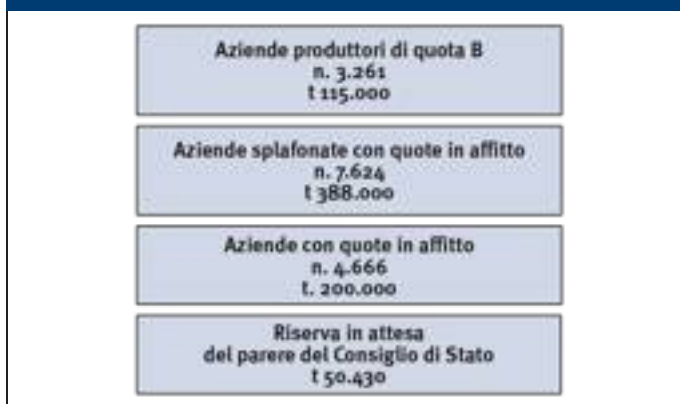 Aziende produttori di quota B
n. 3.261
t 115.000
Aziende splafonate con quote in affitto
n. 7.624
t 388.000
Aziende con quote in affitto
n. 4.666
t. 200.000
Riserva in attesa
del parere del Consiglio di Stato
t 50.430